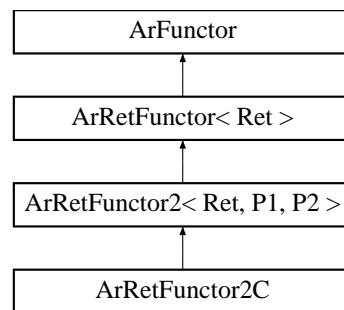 ArFunctor
ArRetFunctor< Ret >
ArRetFunctor2< Ret, P1, P2 >
ArRetFunctor2C